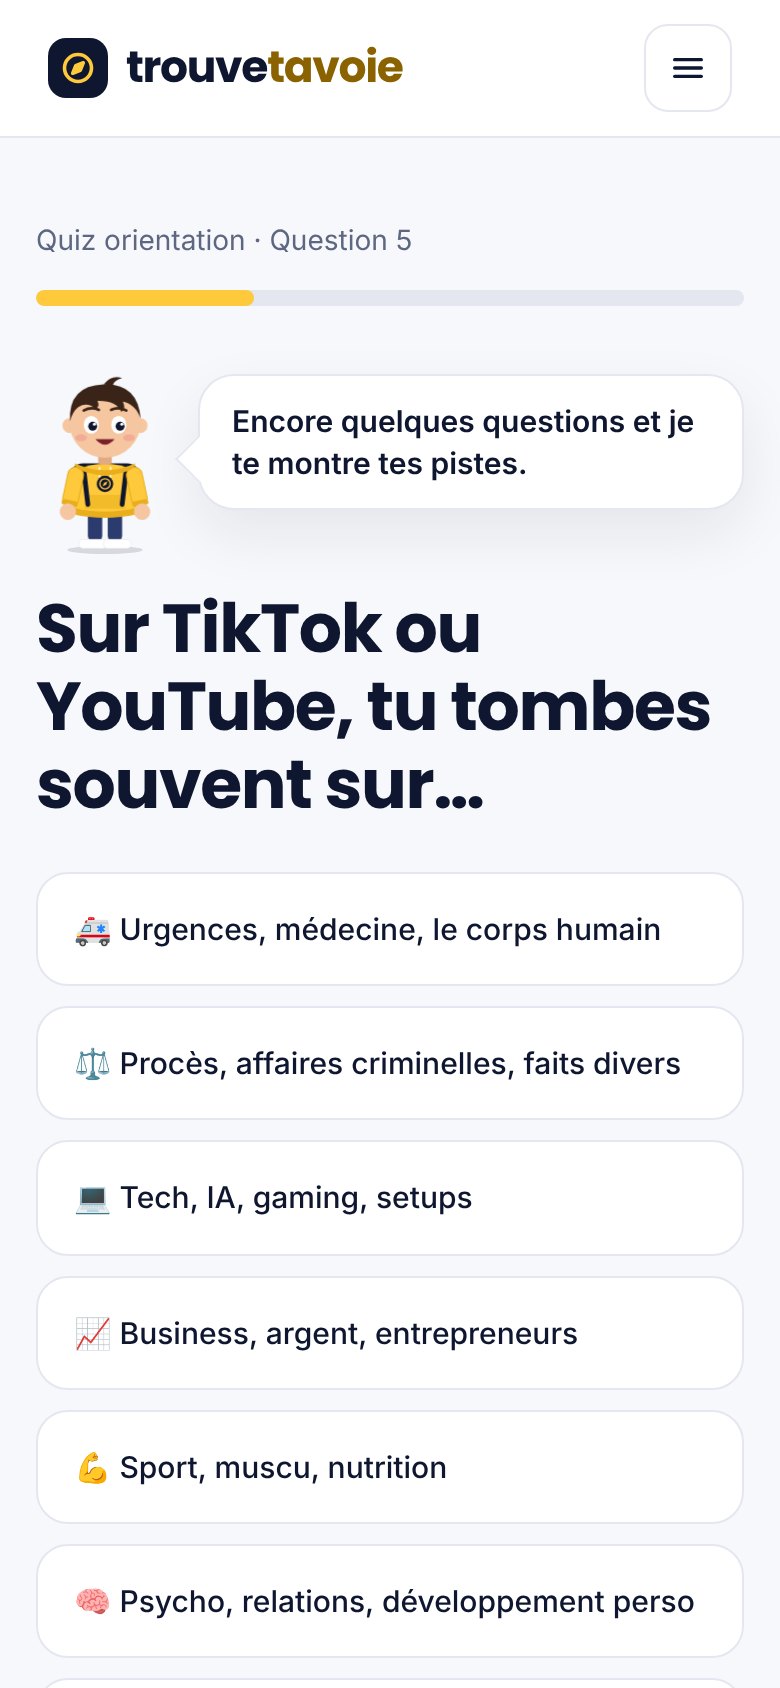 trouvetavoie
Quiz orientation · Question 5
Encore quelques questions et je
te montre tes pistes.
Sur TikTok ou
YouTube, tu tombes
souvent sur...
🚑 Urgences, médecine, le corps humain
⚖️ Procès, affaires criminelles, faits divers
💻 Tech, IA, gaming, setups
📈 Business, argent, entrepreneurs
💪 Sport, muscu, nutrition
🧠 Psycho, relations, développement perso